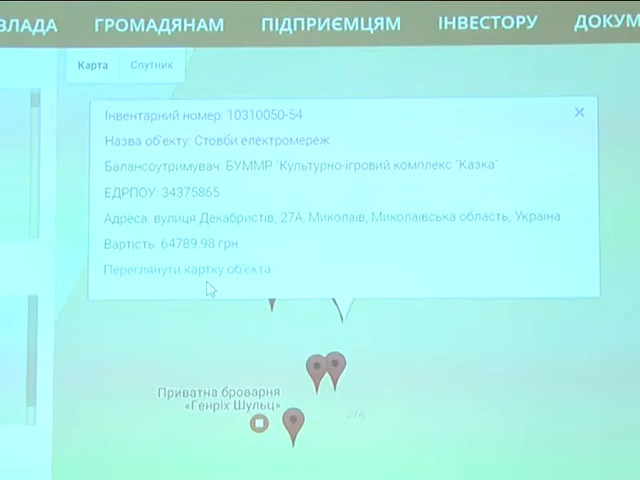 ВЛАДА ГРОМАДЯНАМ ПІДПРИЄМЦЯМ ІНВЕСТОРУ ДОКУМ
Карта Спутник
Інвентарний номер: 10310050-54
Назва об'єкту: Стовби електромереж
Балансоутримувач: БУММР "Культурно-ігровий комплекс "Казка"
ЕДРПОУ: 34375865
Адреса: вулиця Декабристів, 27А, Миколаїв, Миколаївська область, Україна
Вартість: 64789.98 грн
Переглянути картку об'єкта
Приватна броварня
«Генріх Шульц»
27А